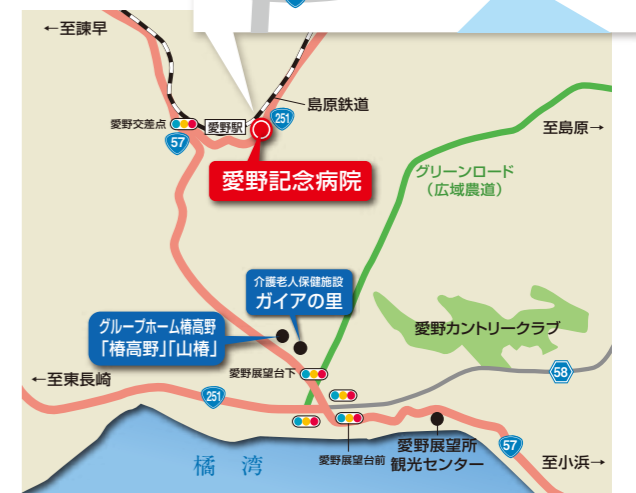 ←至諫早
島原鉄道
愛野交差点
愛野駅
251
57
至島原→
愛野記念病院
グリーンロード
(広域農道)
介護老人保健施設
ガイアの里
グループホーム椿高野
「椿高野」「山椿」
愛野カントリークラブ
愛野展望台下
58
←至東長崎
251
愛野展望台前
愛野展望所
観光センター
57
橘 湾
至小浜→